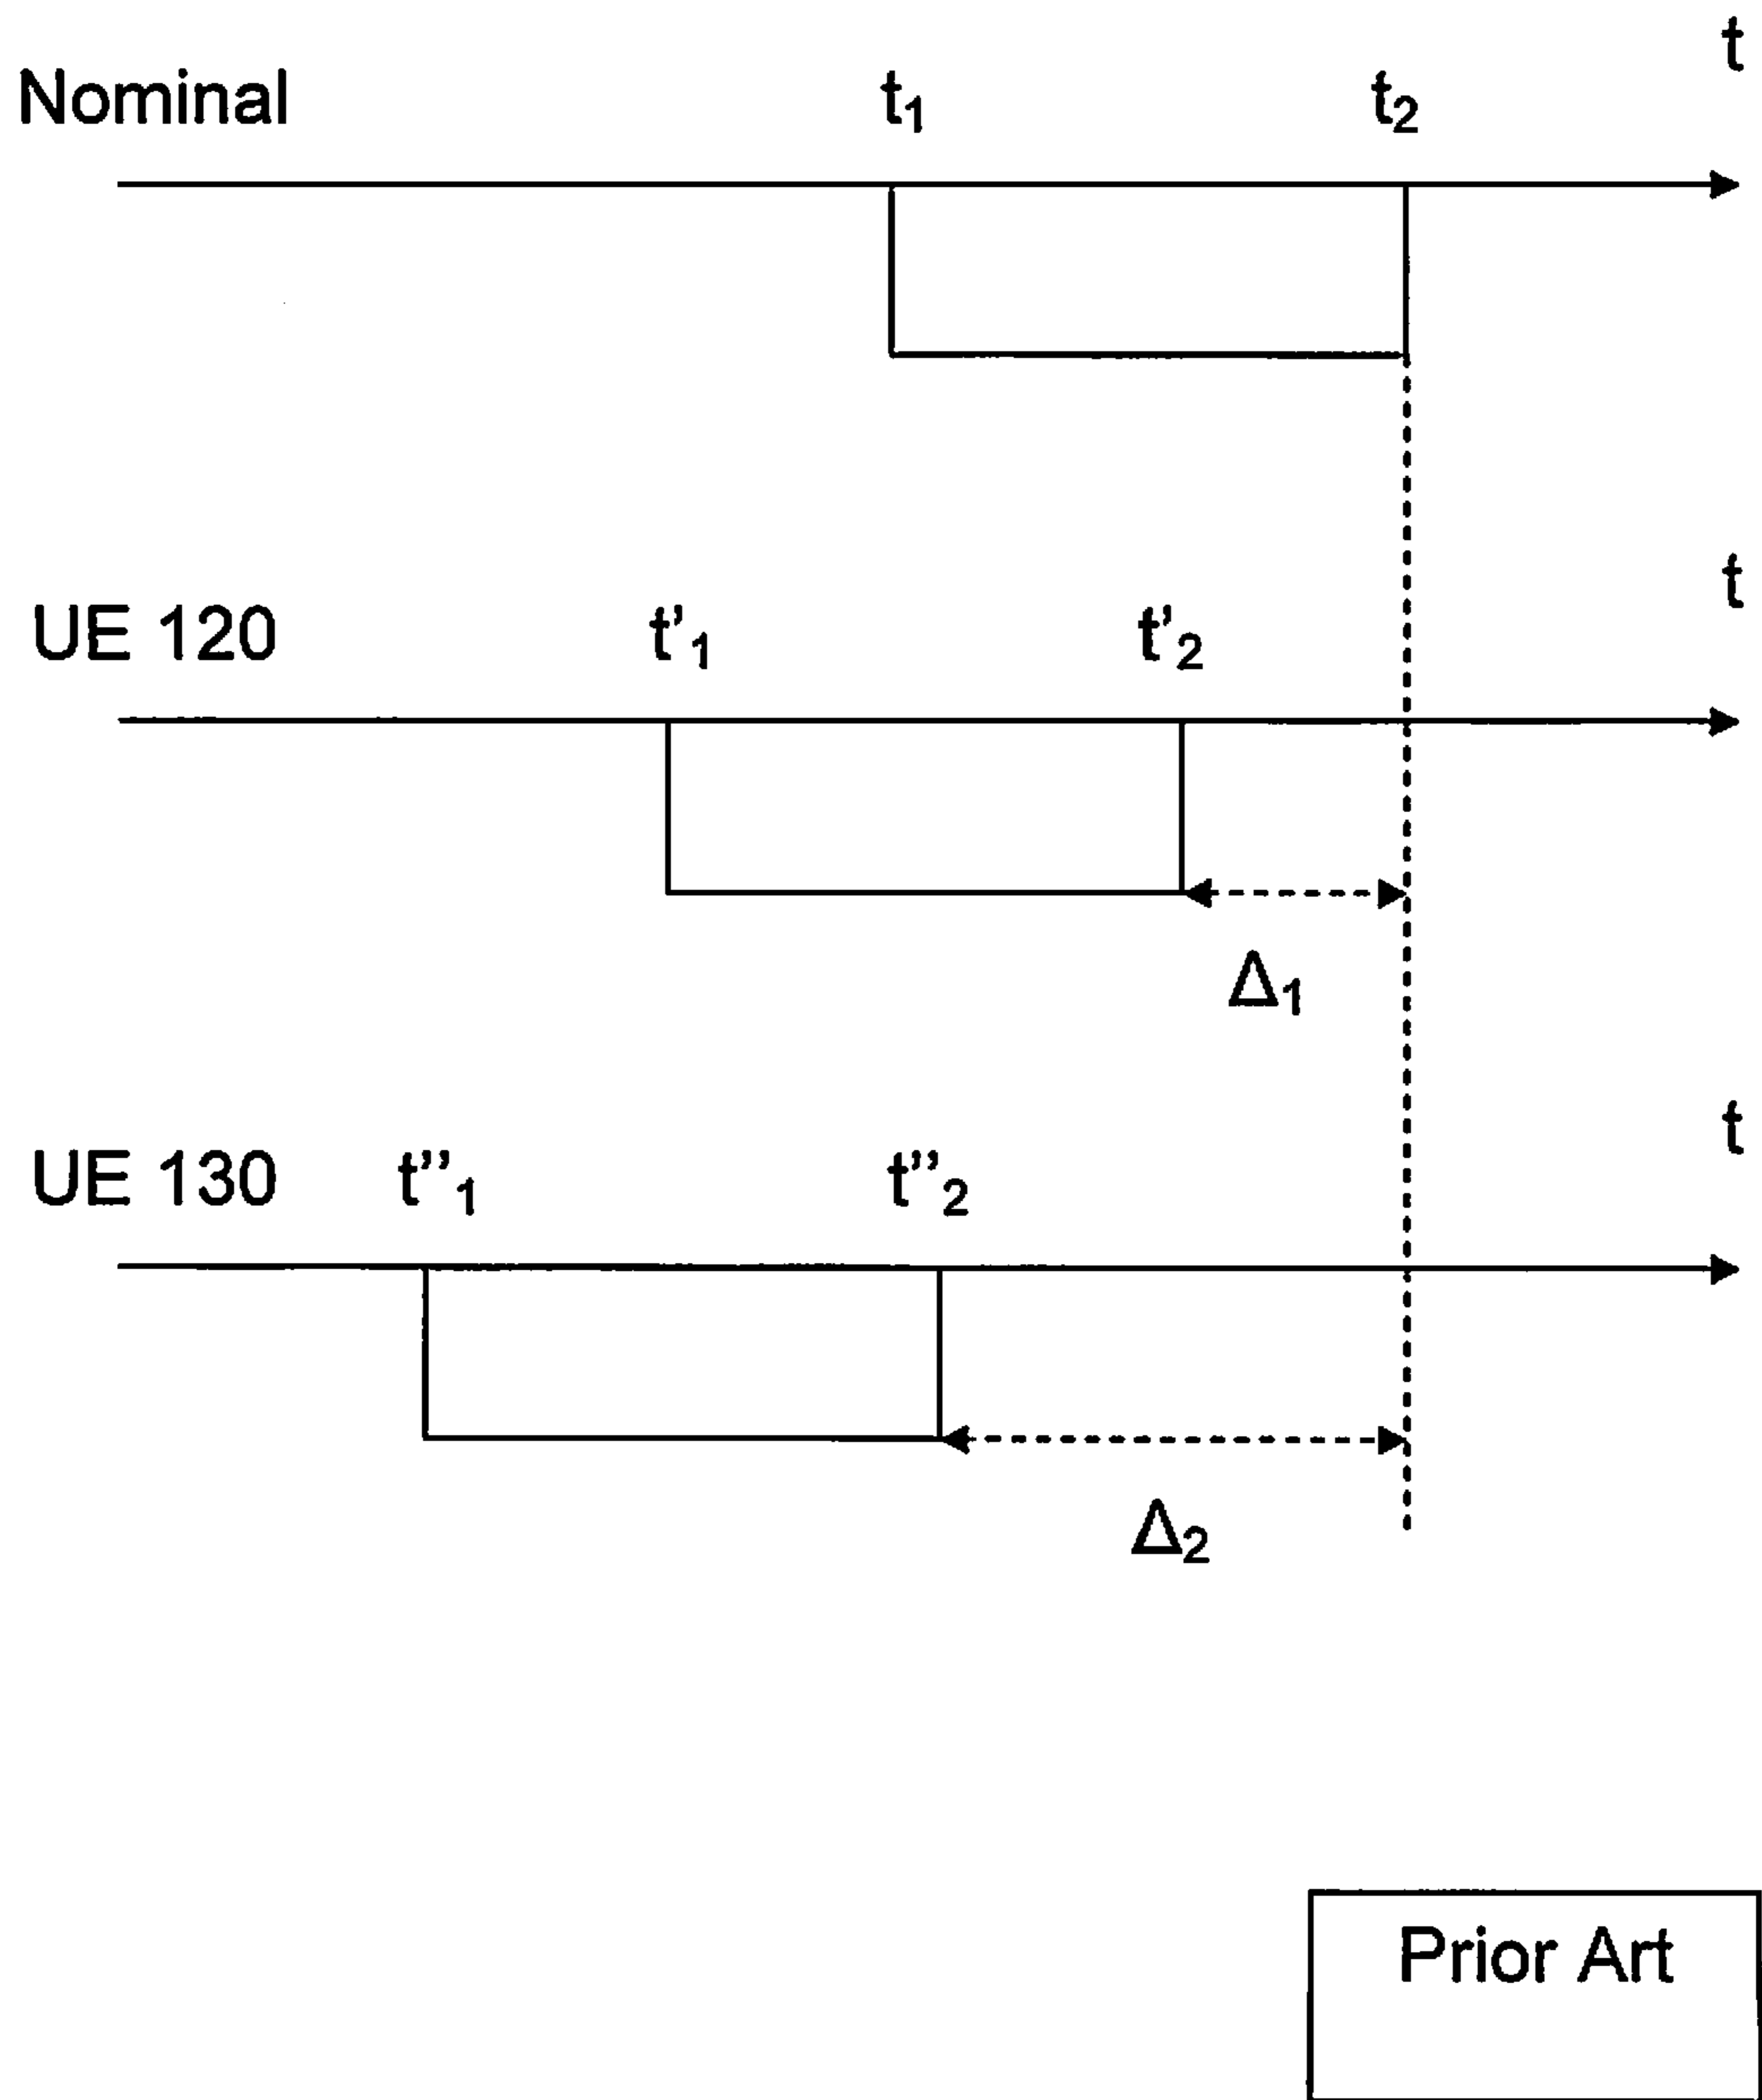 t
Nominal t₁ t₂
t
UE 120 t'₁ t'₂
Δ₁
t
UE 130 t''₁ t''₂
Δ₂
Prior Art